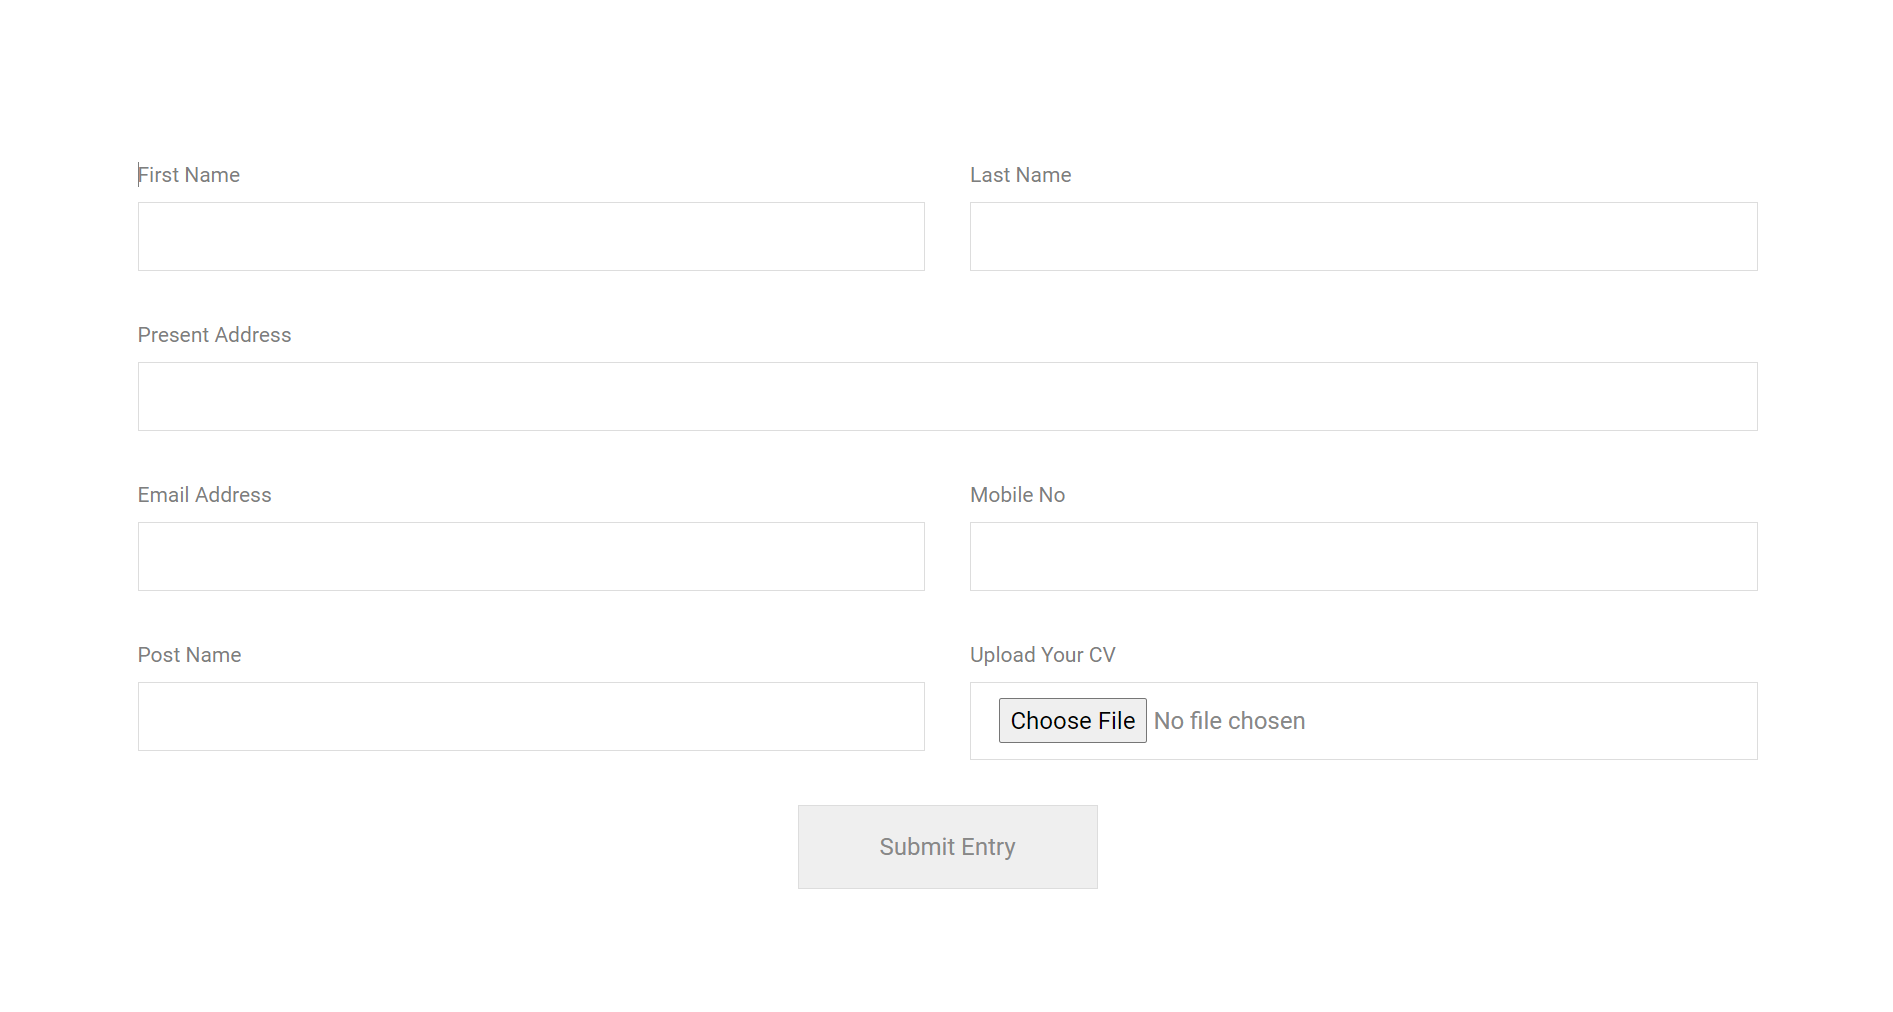 First Name
Last Name
Present Address
Email Address
Mobile No
Post Name
Upload Your CV
Choose File No file chosen
Submit Entry